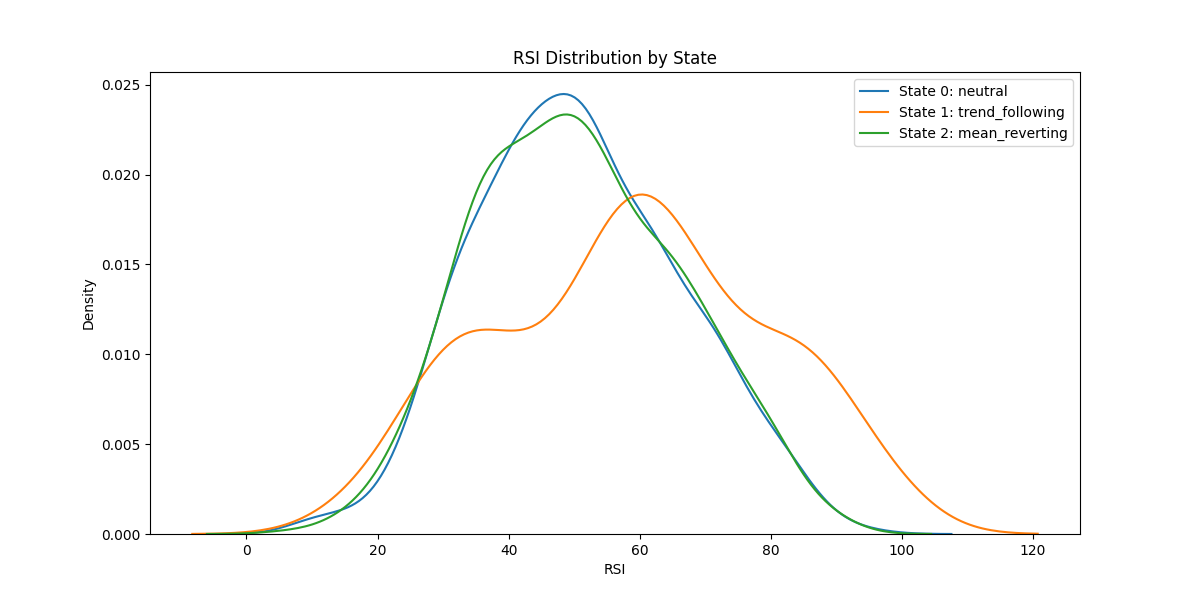 RSI Distribution by State
State 0: neutral
State 1: trend_following
State 2: mean_reverting
Density
0.025
0.020
0.015
0.010
0.005
0.000
0 20 40 60 80 100 120
RSI